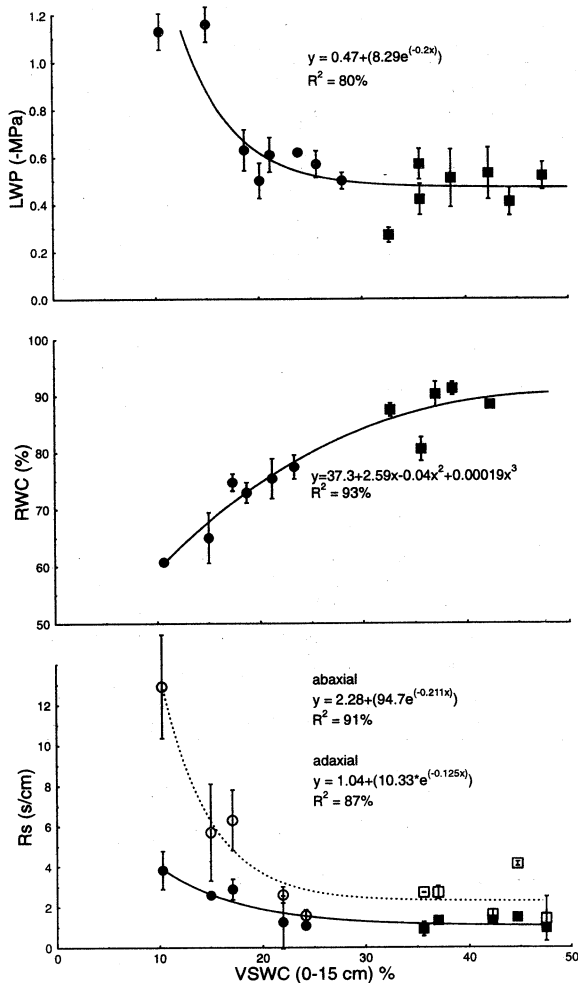 1.2
1.0
0.8
0.6
0.4
0.2
0.0
LWP (-MPa)
y = 0.47+(8.29e^(-0.2x))
R² = 80%
100
90
80
70
60
50
RWC (%)
y=37.3+2.59x-0.04x²+0.00019x³
R² = 93%
12
10
8
6
4
2
0
Rs (s/cm)
abaxial
y = 2.28+(94.7e^(-0.211x))
R² = 91%
adaxial
y = 1.04+(10.33*e^(-0.125x))
R² = 87%
0 10 20 30 40 50
VSWC (0-15 cm) %